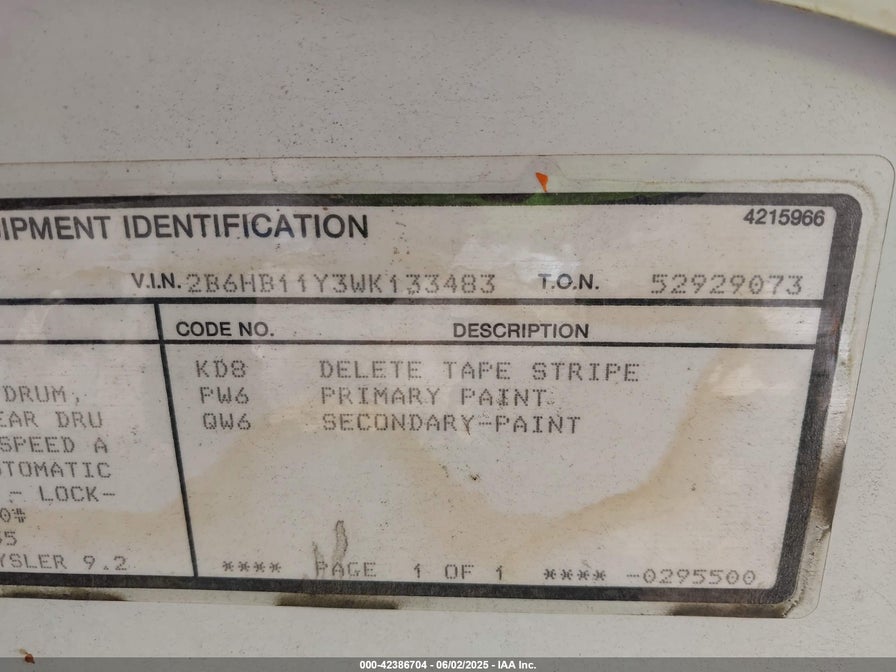 IPMENT IDENTIFICATION
4215966
V.I.N. 2B6HB11Y3WK133483 T.O.N. 52929073
CODE NO. DESCRIPTION
KD8 DELETE TAPE STRIPE
DRUM, PW6 PRIMARY PAINT
EAR DRU QW6 SECONDARY-PAINT
SPEED A
TOMATIC
- LOCK-
0#
5
YSLER 9.2
**** PAGE 1 OF 1 **** -0295500
000-42386704 - 06/02/2025 - IAA Inc.